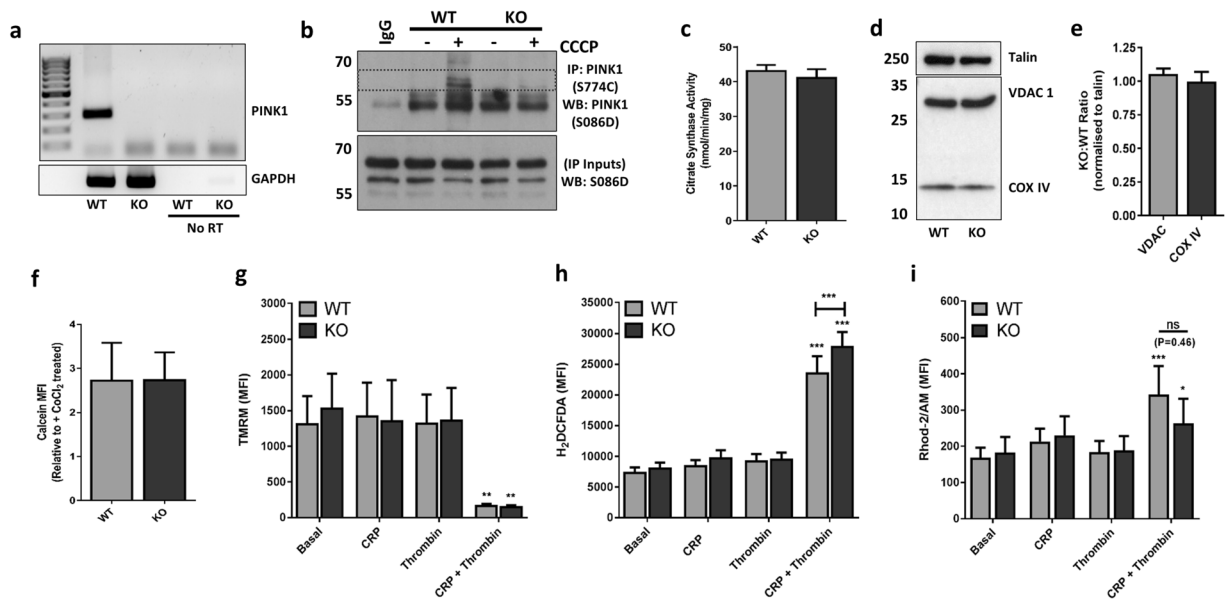 a
PINK1
GAPDH
WT KO WT KO
No RT
b
IgG WT KO
- + - + CCCP
70
55
IP: PINK1
(S774C)
WB: PINK1
(S086D)
70
55
(IP Inputs)
WB: S086D
c
Citrate Synthase Activity
(nmol/min/mg)
50
40
30
20
10
0
WT KO
d
250
35
25
15
10
Talin
VDAC 1
COX IV
WT KO
e
KO:WT Ratio
(normalised to talin)
1.25
1.00
0.75
0.50
0.25
0.00
VDAC COX IV
f
Calcein MFI
(Relative to + CoCl2 treated)
4
3
2
1
0
WT KO
g
TMRM (MFI)
3000
2500
2000
1500
1000
500
0
WT
KO
** **
Basal CRP Thrombin CRP + Thrombin
h
H2DCFDA (MFI)
35000
30000
25000
20000
15000
10000
5000
0
WT
KO
***
*** ***
Basal CRP Thrombin CRP + Thrombin
i
Rhod-2/AM (MFI)
600
500
400
300
200
100
0
WT
KO
ns
(P=0.46)
*** *
Basal CRP Thrombin CRP + Thrombin